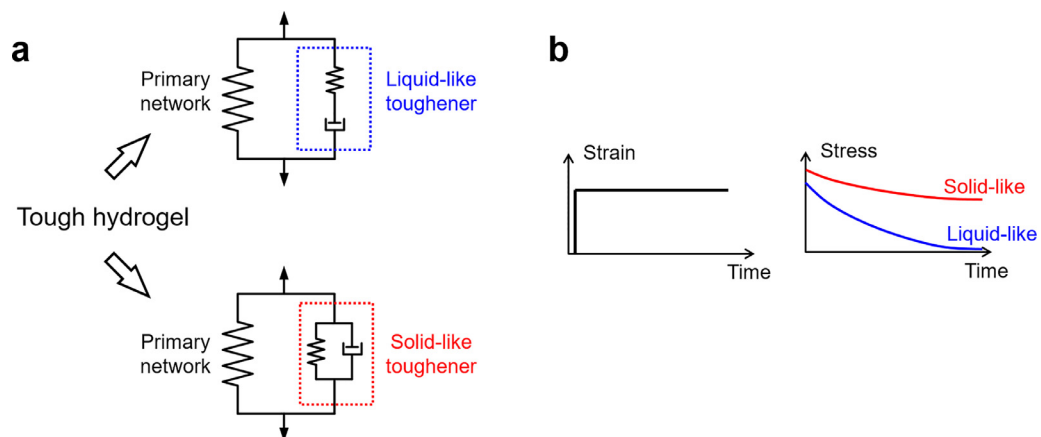 a
Primary
network
Liquid-like
toughener
Tough hydrogel
Primary
network
Solid-like
toughener
b
Strain
Time
Stress
Solid-like
Liquid-like
Time